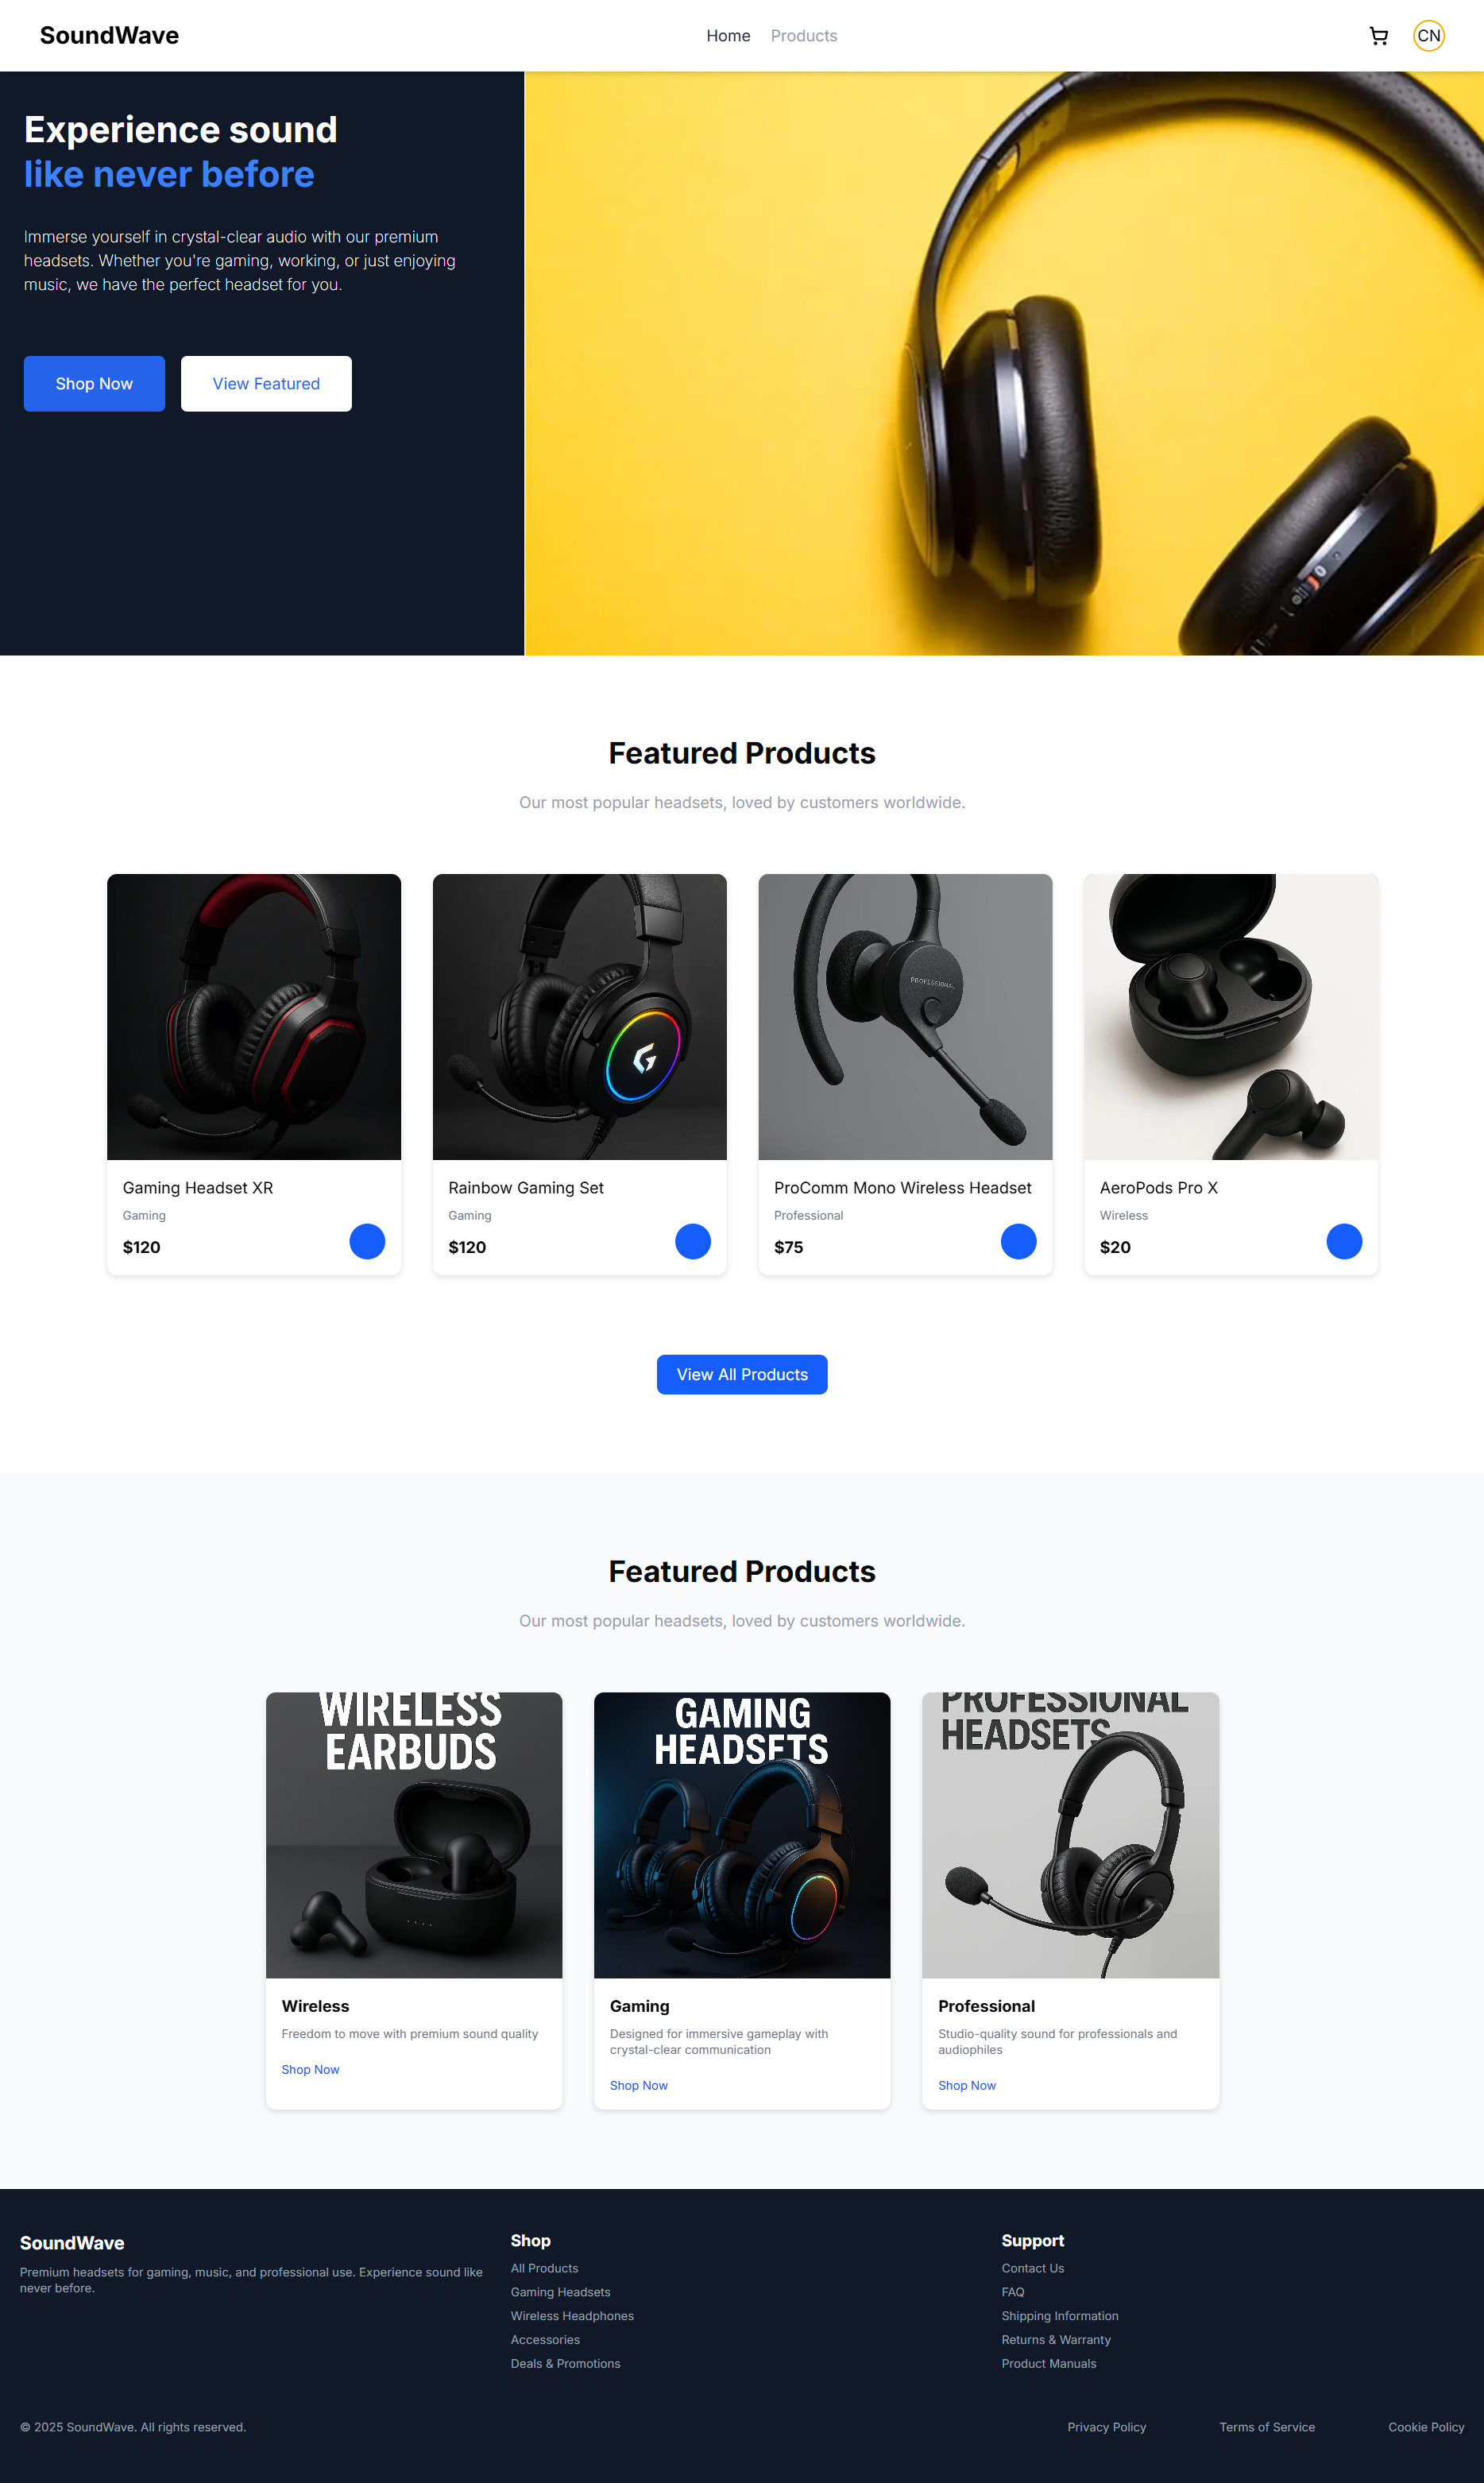 SoundWave
Home
Products
CN
Experience sound
like never before
Immerse yourself in crystal-clear audio with our premium
headsets. Whether you're gaming, working, or just enjoying
music, we have the perfect headset for you.
Shop Now
View Featured
Featured Products
Our most popular headsets, loved by customers worldwide.
PROFESSIONAL
Gaming Headset XR
Gaming
$120
Rainbow Gaming Set
Gaming
$120
ProComm Mono Wireless Headset
Professional
$75
AeroPods Pro X
Wireless
$20
View All Products
Featured Products
Our most popular headsets, loved by customers worldwide.
WIRELESS
EARBUDS
GAMING
HEADSETS
PROFESSIONAL
HEADSETS
Wireless
Freedom to move with premium sound quality
Shop Now
Gaming
Designed for immersive gameplay with
crystal-clear communication
Shop Now
Professional
Studio-quality sound for professionals and
audiophiles
Shop Now
SoundWave
Premium headsets for gaming, music, and professional use. Experience sound like
never before.
Shop
All Products
Gaming Headsets
Wireless Headphones
Accessories
Deals & Promotions
Support
Contact Us
FAQ
Shipping Information
Returns & Warranty
Product Manuals
© 2025 SoundWave. All rights reserved.
Privacy Policy
Terms of Service
Cookie Policy